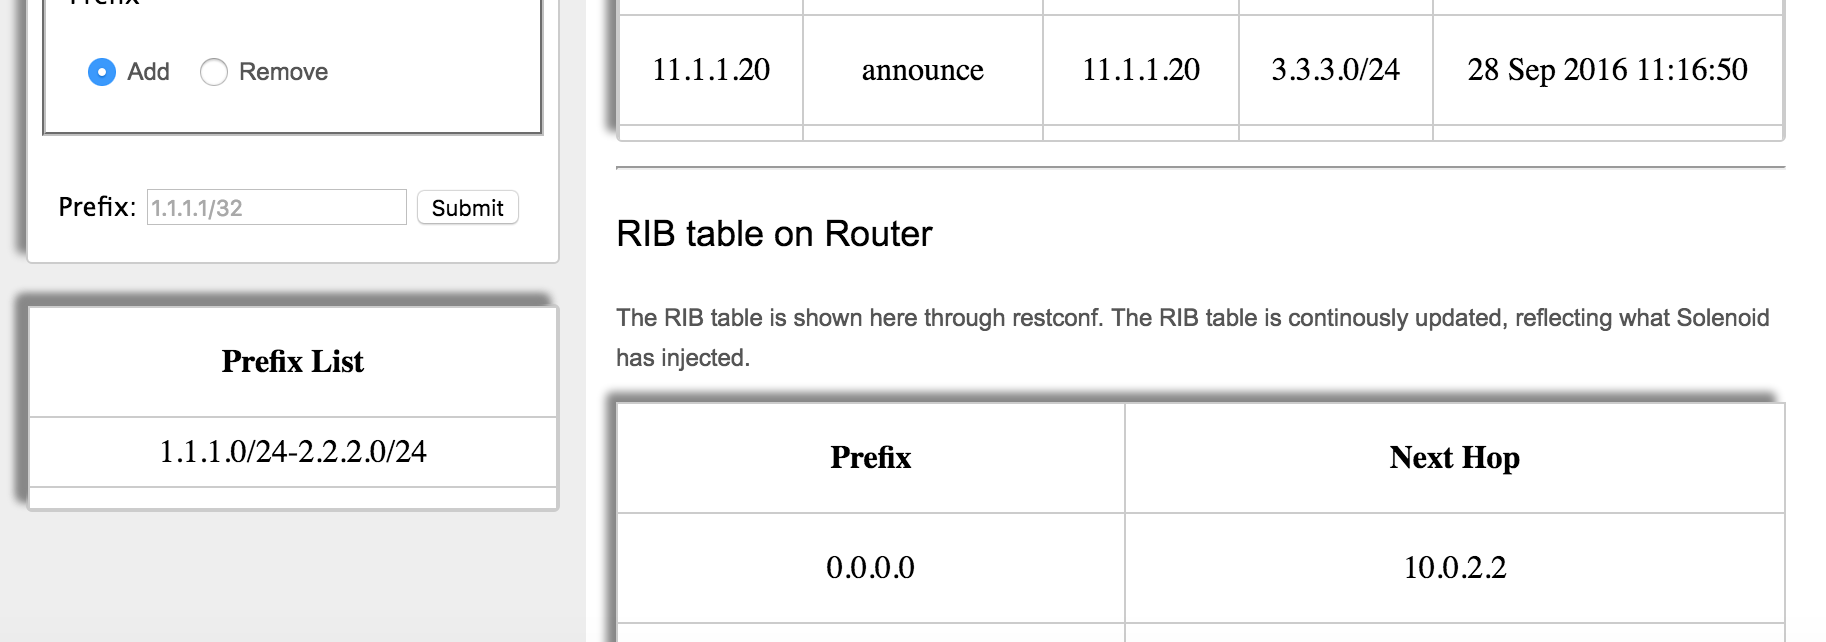 Prefix
Add Remove
Prefix: 1.1.1.1/32 Submit
Prefix List
1.1.1.0/24-2.2.2.0/24
11.1.1.20 announce 11.1.1.20 3.3.3.0/24 28 Sep 2016 11:16:50
RIB table on Router
The RIB table is shown here through restconf. The RIB table is continously updated, reflecting what Solenoid
has injected.
Prefix Next Hop
0.0.0.0 10.0.2.2